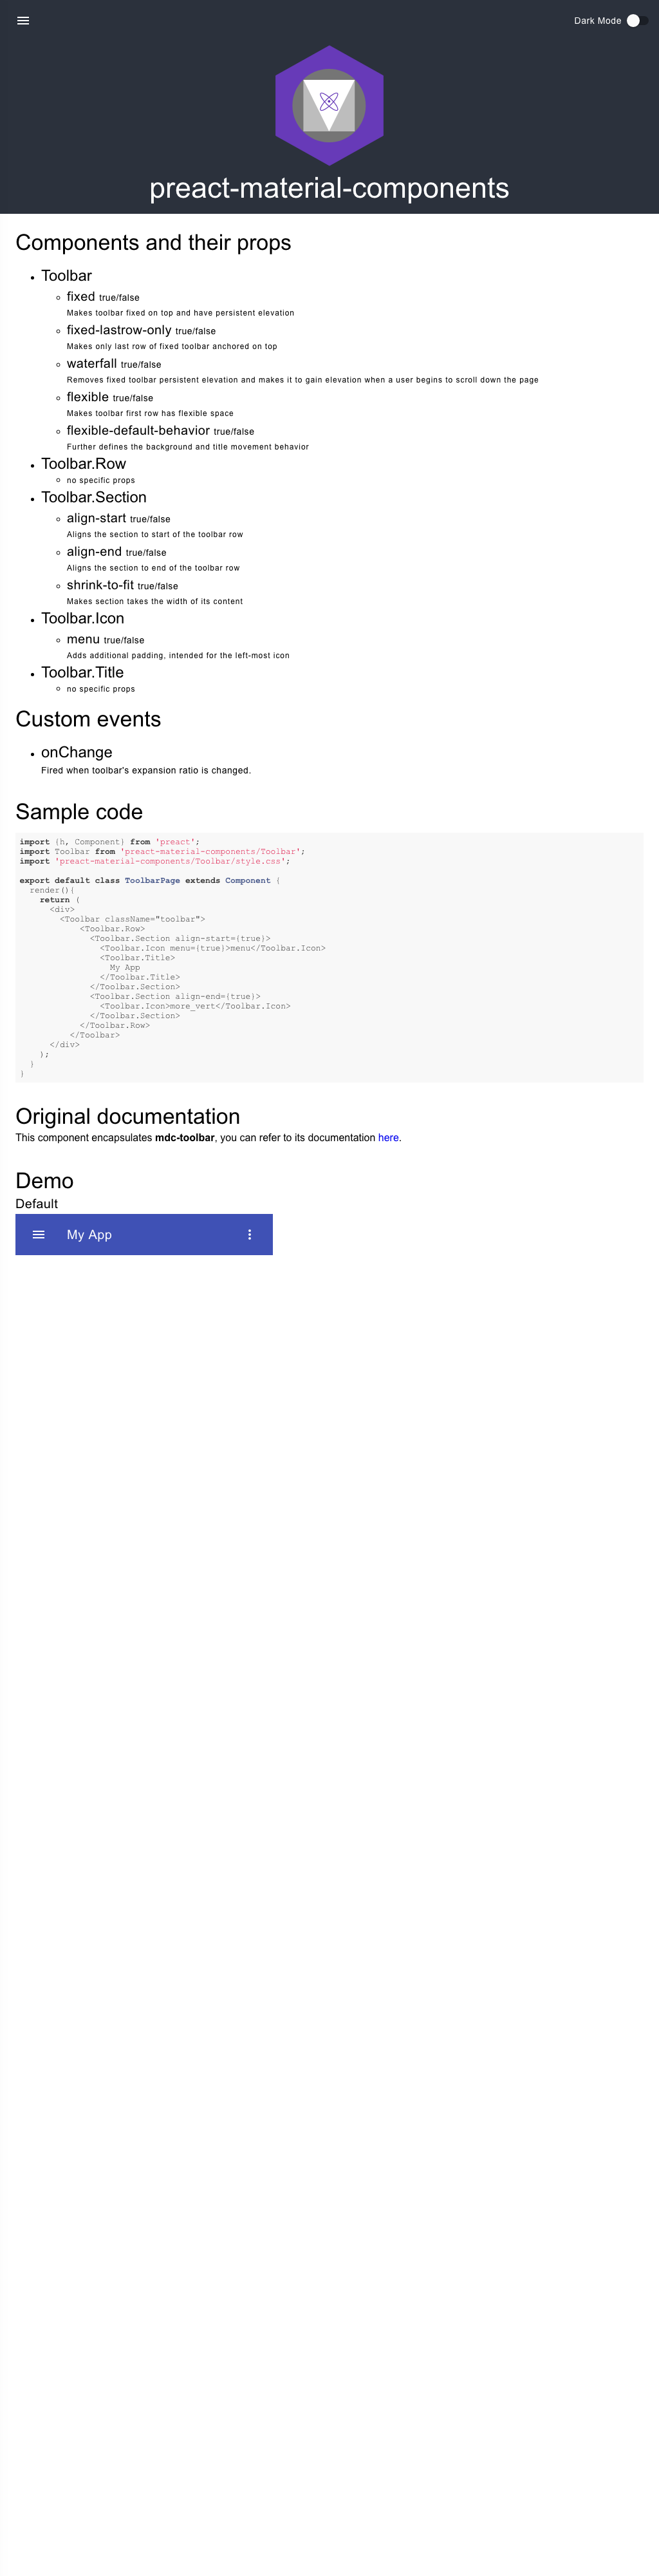 Dark Mode
preact-material-components
Components and their props
Toolbar
fixed true/false
Makes toolbar fixed on top and have persistent elevation
fixed-lastrow-only true/false
Makes only last row of fixed toolbar anchored on top
waterfall true/false
Removes fixed toolbar persistent elevation and makes it to gain elevation when a user begins to scroll down the page
flexible true/false
Makes toolbar first row has flexible space
flexible-default-behavior true/false
Further defines the background and title movement behavior
Toolbar.Row
no specific props
Toolbar.Section
align-start true/false
Aligns the section to start of the toolbar row
align-end true/false
Aligns the section to end of the toolbar row
shrink-to-fit true/false
Makes section takes the width of its content
Toolbar.Icon
menu true/false
Adds additional padding, intended for the left-most icon
Toolbar.Title
no specific props
Custom events
onChange
Fired when toolbar's expansion ratio is changed.
Sample code
import {h, Component} from 'preact';
import Toolbar from 'preact-material-components/Toolbar';
import 'preact-material-components/Toolbar/style.css';
export default class ToolbarPage extends Component {
render(){
return (
<div>
<Toolbar className="toolbar">
<Toolbar.Row>
<Toolbar.Section align-start={true}>
<Toolbar.Icon menu={true}>menu</Toolbar.Icon>
<Toolbar.Title>
My App
</Toolbar.Title>
</Toolbar.Section>
<Toolbar.Section align-end={true}>
<Toolbar.Icon>more_vert</Toolbar.Icon>
</Toolbar.Section>
</Toolbar.Row>
</Toolbar>
</div>
);
}
}
Original documentation
This component encapsulates mdc-toolbar, you can refer to its documentation here.
Demo
Default
My App